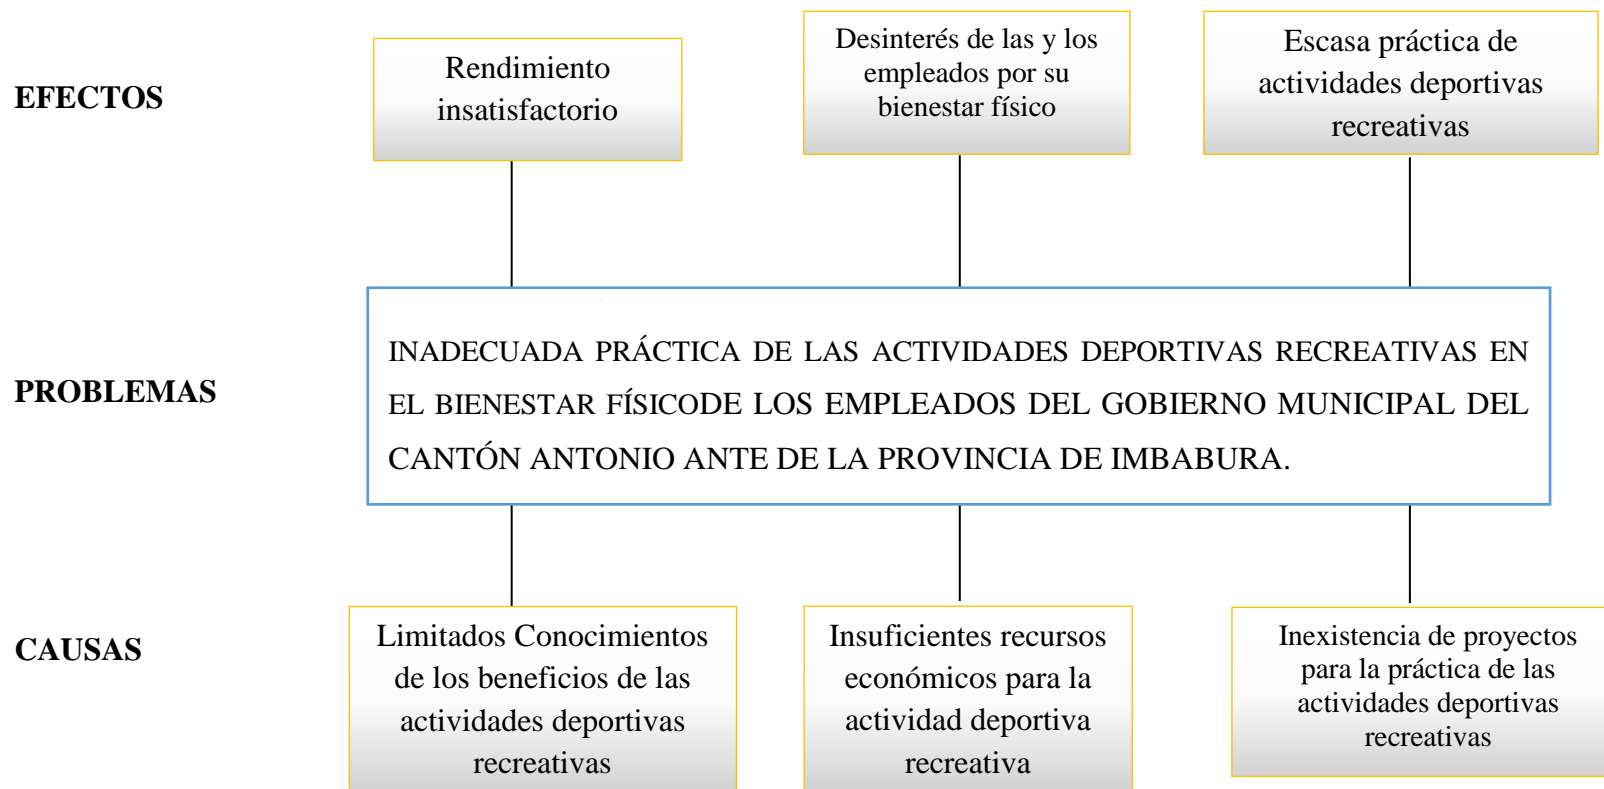 EFECTOS
Rendimiento
insatisfactorio
Desinterés de las y los
empleados por su
bienestar físico
Escasa práctica de
actividades deportivas
recreativas
PROBLEMAS
INADECUADA PRÁCTICA DE LAS ACTIVIDADES DEPORTIVAS RECREATIVAS EN
EL BIENESTAR FÍSICODE LOS EMPLEADOS DEL GOBIERNO MUNICIPAL DEL
CANTÓN ANTONIO ANTE DE LA PROVINCIA DE IMBABURA.
CAUSAS
Limitados Conocimientos
de los beneficios de las
actividades deportivas
recreativas
Insuficientes recursos
económicos para la
actividad deportiva
recreativa
Inexistencia de proyectos
para la práctica de las
actividades deportivas
recreativas